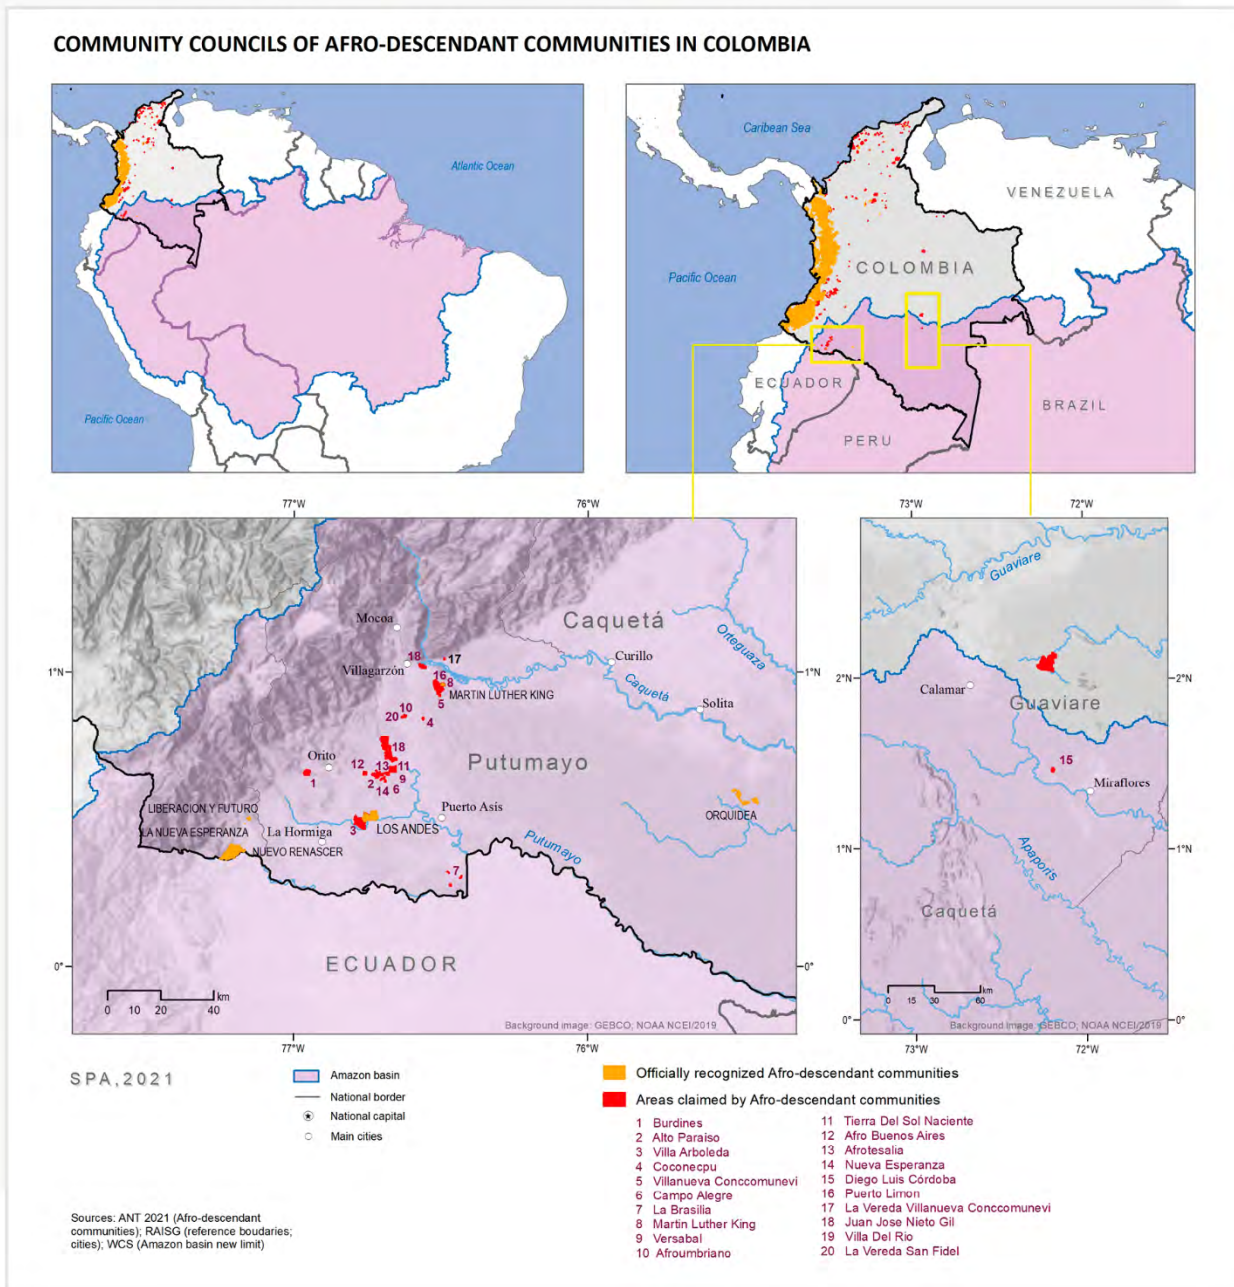 COMMUNITY COUNCILS OF AFRO-DESCENDANT COMMUNITIES IN COLOMBIA
Atlantic Ocean
Pacific Ocean
Caribean Sea
VENEZUELA
Pacific Ocean
COLOMBIA
ECUADOR
BRAZIL
PERU
77°W
76°W
73°W
72°W
Mocoa
Caquetá
Orteguaza
18
17
Curillo
Villagarzón
1°N
1°N
16
8
MARTIN LUTHER KING
5
Caquetá
Solita
10
20
4
18
Orito
12
13
11
Putumayo
1
2
9
14
6
LIBERACION Y FUTURO
Puerto Asís
ORQUIDEA
LA NUEVA ESPERANZA
La Hormiga
3
LOS ANDES
NUEVO RENASCER
Putumayo
7
0°
0°
ECUADOR
km
0 10 20 40
Background image: GEBCO; NOAA NCEI/2019
77°W
76°W
Guaviare
2°N
2°N
Calamar
Guaviare
15
Miraflores
1°N
1°N
Apaporis
Caquetá
km
0 15 30 60
0°
0°
Background image: GEBCO; NOAA NCEI/2019
73°W
72°W
SPA,2021
Amazon basin
National border
National capital
Main cities
Officially recognized Afro-descendant communities
Areas claimed by Afro-descendant communities
1 Burdines
2 Alto Paraiso
3 Villa Arboleda
4 Coconecpu
5 Villanueva Conccomunevi
6 Campo Alegre
7 La Brasilia
8 Martin Luther King
9 Versabal
10 Afroumbriano
11 Tierra Del Sol Naciente
12 Afro Buenos Aires
13 Afrotesalia
14 Nueva Esperanza
15 Diego Luis Córdoba
16 Puerto Limon
17 La Vereda Villanueva Conccomunevi
18 Juan Jose Nieto Gil
19 Villa Del Rio
20 La Vereda San Fidel
Sources: ANT 2021 (Afro-descendant
communities); RAISG (reference boudaries;
cities); WCS (Amazon basin new limit)